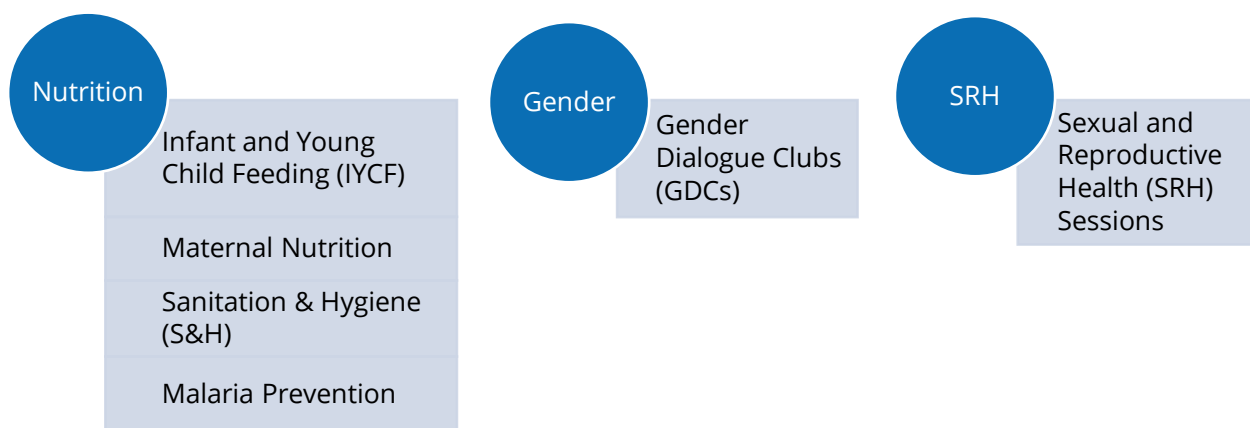 Nutrition
Infant and Young
Child Feeding (IYCF)
Maternal Nutrition
Sanitation & Hygiene
(S&H)
Malaria Prevention
Gender
Gender
Dialogue Clubs
(GDCs)
SRH
Sexual and
Reproductive
Health (SRH)
Sessions